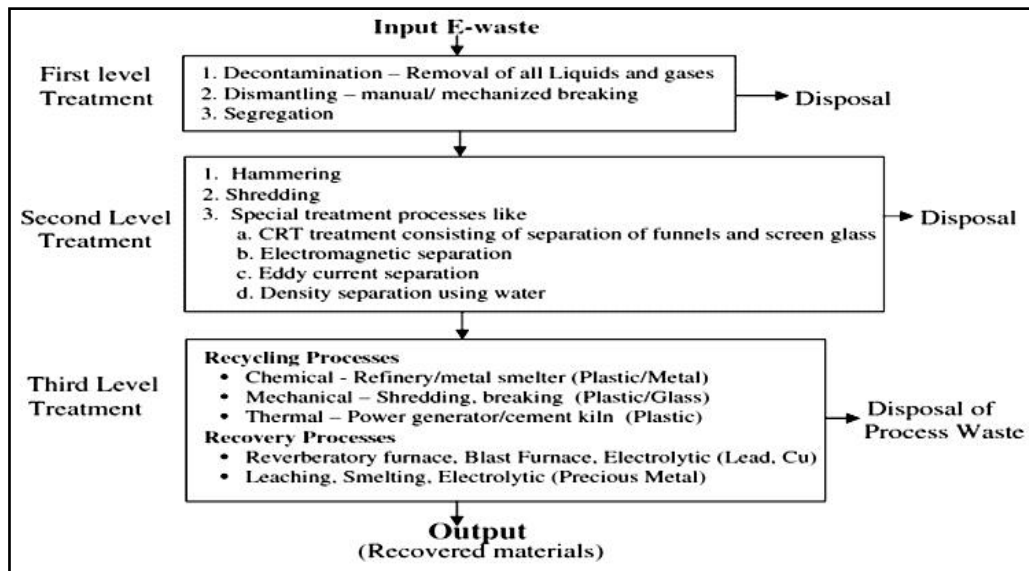 Input E-waste
First level
Treatment
1. Decontamination – Removal of all Liquids and gases
2. Dismantling – manual/ mechanized breaking
3. Segregation
Disposal
Second Level
Treatment
1. Hammering
2. Shredding
3. Special treatment processes like
a. CRT treatment consisting of separation of funnels and screen glass
b. Electromagnetic separation
c. Eddy current separation
d. Density separation using water
Disposal
Third Level
Treatment
Recycling Processes
• Chemical - Refinery/metal smelter (Plastic/Metal)
• Mechanical – Shredding, breaking (Plastic/Glass)
• Thermal – Power generator/cement kiln (Plastic)
Recovery Processes
• Reverberatory furnace, Blast Furnace, Electrolytic (Lead, Cu)
• Leaching, Smelting, Electrolytic (Precious Metal)
Disposal of
Process Waste
Output
(Recovered materials)